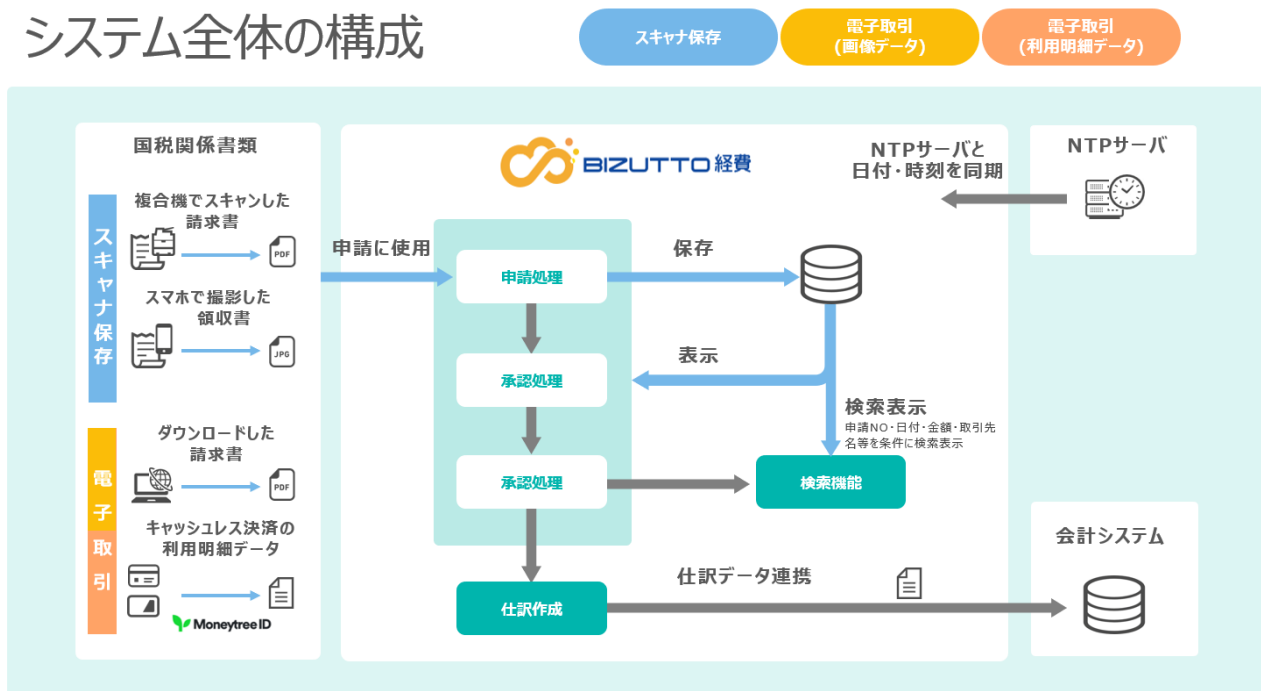 システム全体の構成
スキャナ保存
電子取引
(画像データ)
電子取引
(利用明細データ)
国税関係書類
スキャナ保存
複合機でスキャンした
請求書
PDF
スマホで撮影した
領収書
JPG
電子取引
ダウンロードした
請求書
PDF
キャッシュレス決済の
利用明細データ
Moneytree ID
申請に使用
BIZUTTO経費
申請処理
保存
承認処理
表示
承認処理
検索表示
申請NO・日付・金額・取引先
名等を条件に検索表示
検索機能
仕訳作成
仕訳データ連携
NTPサーバと
日付・時刻を同期
NTPサーバ
会計システム